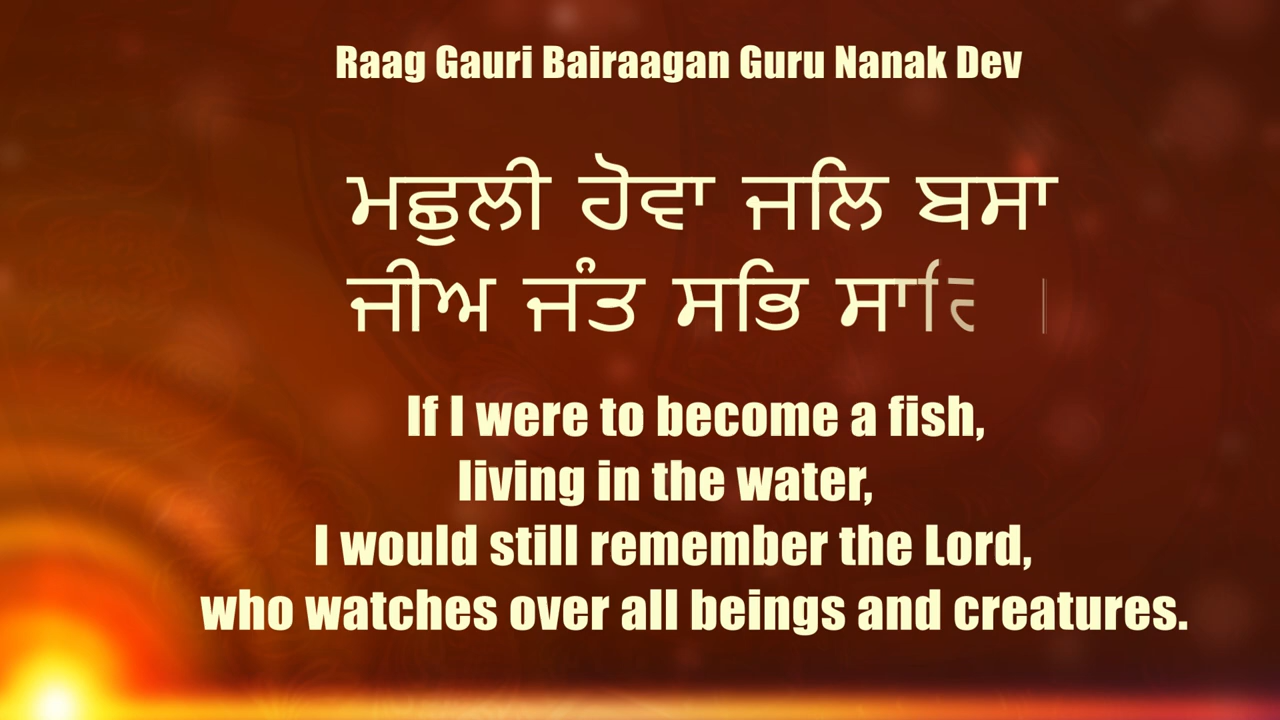 Raag Gauri Bairaagan Guru Nanak Dev
ਮਛੁਲੀ ਹੋਵਾ ਜਲਿ ਬਸਾ
ਜੀਅ ਜੰਤ ਸਭਿ
If I were to become a fish,
living in the water,
I would still remember the Lord,
who watches over all beings and creatures.